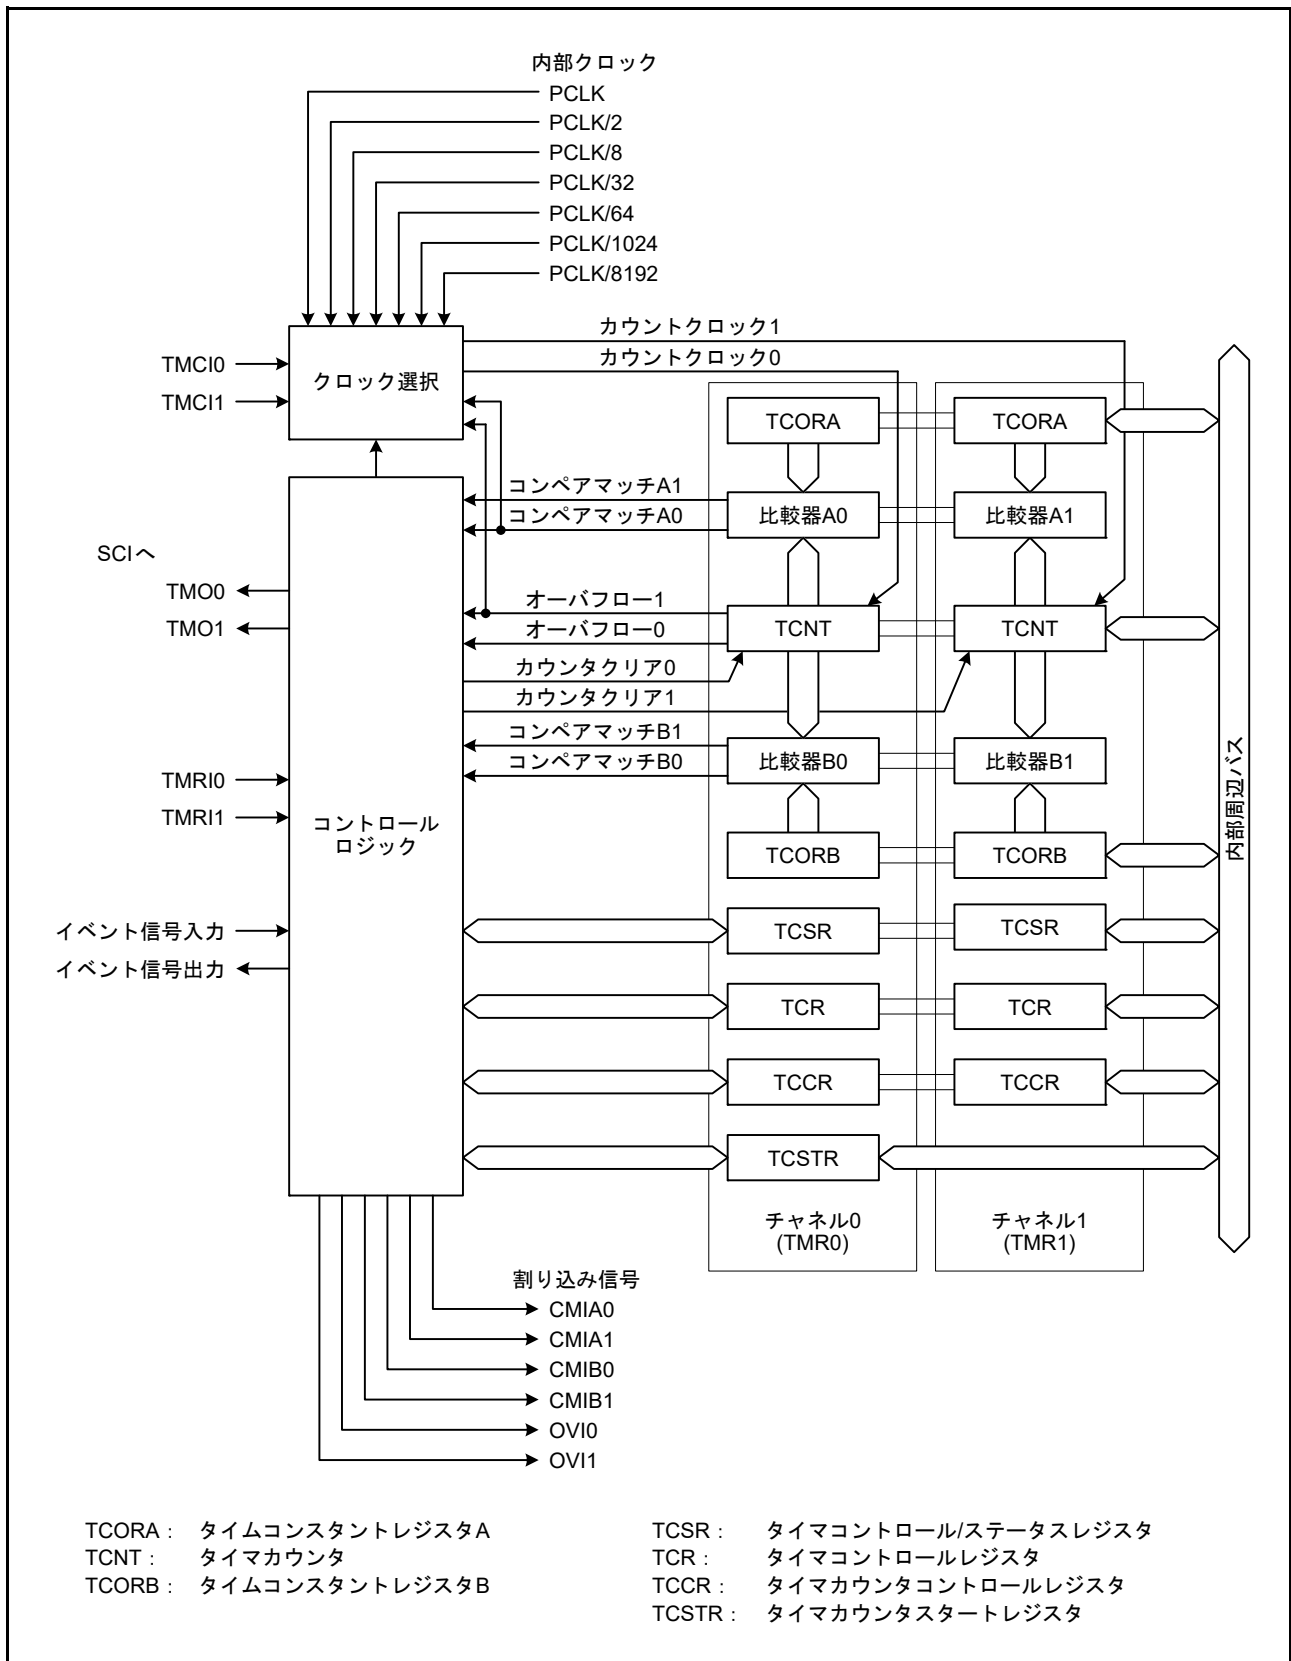 内部クロック
PCLK
PCLK/2
PCLK/8
PCLK/32
PCLK/64
PCLK/1024
PCLK/8192
カウントクロック1
カウントクロック0
TMCI0
TMCI1
クロック選択
TCORA
TCORA
コンペアマッチA1
コンペアマッチA0
比較器A0
比較器A1
SCIへ
TMO0
TMO1
オーバフロー1
オーバフロー0
TCNT
TCNT
カウンタクリア0
カウンタクリア1
コンペアマッチB1
コンペアマッチB0
比較器B0
比較器B1
内部周辺バス
TMRI0
TMRI1
コントロール
ロジック
TCORB
TCORB
イベント信号入力
イベント信号出力
TCSR
TCSR
TCR
TCR
TCCR
TCCR
TCSTR
チャネル0
(TMR0)
チャネル1
(TMR1)
割り込み信号
CMIA0
CMIA1
CMIB0
CMIB1
OVI0
OVI1
TCORA : タイムコンスタントレジスタA
TCNT : タイマカウンタ
TCORB : タイムコンスタントレジスタB
TCSR : タイマコントロール/ステータスレジスタ
TCR : タイマコントロールレジスタ
TCCR : タイマカウンタコントロールレジスタ
TCSTR : タイマカウンタスタートレジスタ